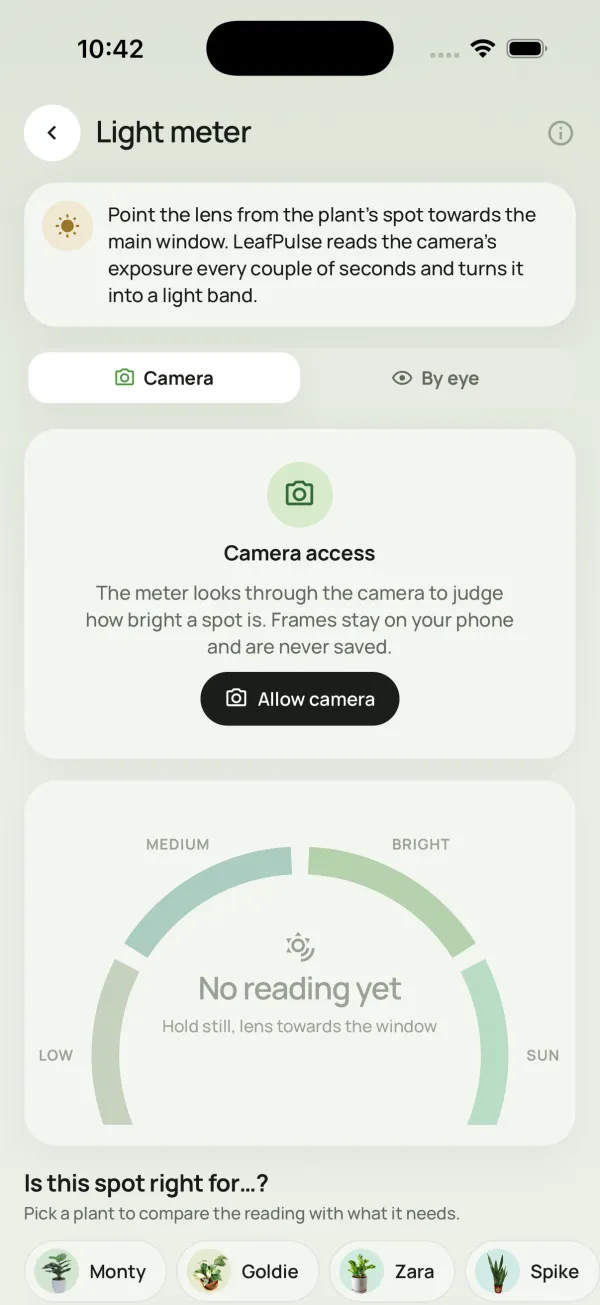 10:42
Light meter
Point the lens from the plant's spot towards the
main window. LeafPulse reads the camera's
exposure every couple of seconds and turns it
into a light band.
Camera
By eye
Camera access
The meter looks through the camera to judge
how bright a spot is. Frames stay on your phone
and are never saved.
Allow camera
MEDIUM
BRIGHT
No reading yet
Hold still, lens towards the window
LOW
SUN
Is this spot right for...?
Pick a plant to compare the reading with what it needs.
Monty
Goldie
Zara
Spike